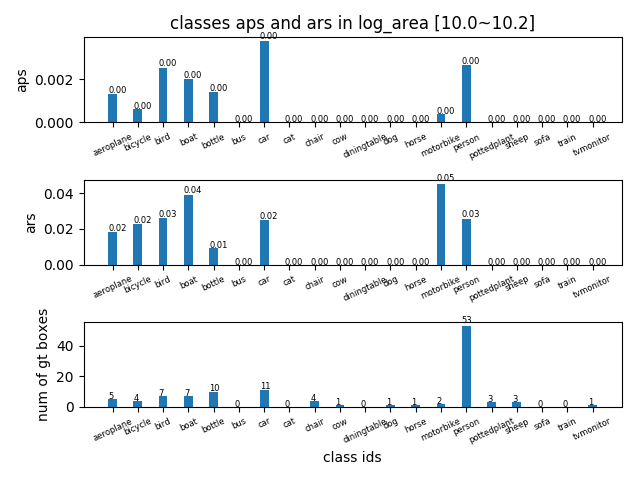 classes aps and ars in log_area [10.0~10.2]
aps
0.002
0.000
0.00 0.00 0.00 0.00 0.00 0.00 0.00 0.00 0.00 0.00 0.00 0.00 0.00 0.00 0.00 0.00 0.00 0.00 0.00 0.00
aeroplane bicycle bird boat bottle bus car cat chair cow diningtable dog horse motorbike person pottedplant sheep sofa train tvmonitor
ars
0.04
0.02
0.00
0.02 0.02 0.03 0.04 0.01 0.00 0.02 0.00 0.00 0.00 0.00 0.00 0.00 0.05 0.03 0.00 0.00 0.00 0.00 0.00
aeroplane bicycle bird boat bottle bus car cat chair cow diningtable dog horse motorbike person pottedplant sheep sofa train tvmonitor
num of gt boxes
40
20
0
5 4 7 7 10 0 11 0 4 1 0 1 1 2 53 3 3 0 0 1
aeroplane bicycle bird boat bottle bus car cat chair cow diningtable dog horse motorbike person pottedplant sheep sofa train tvmonitor
class ids